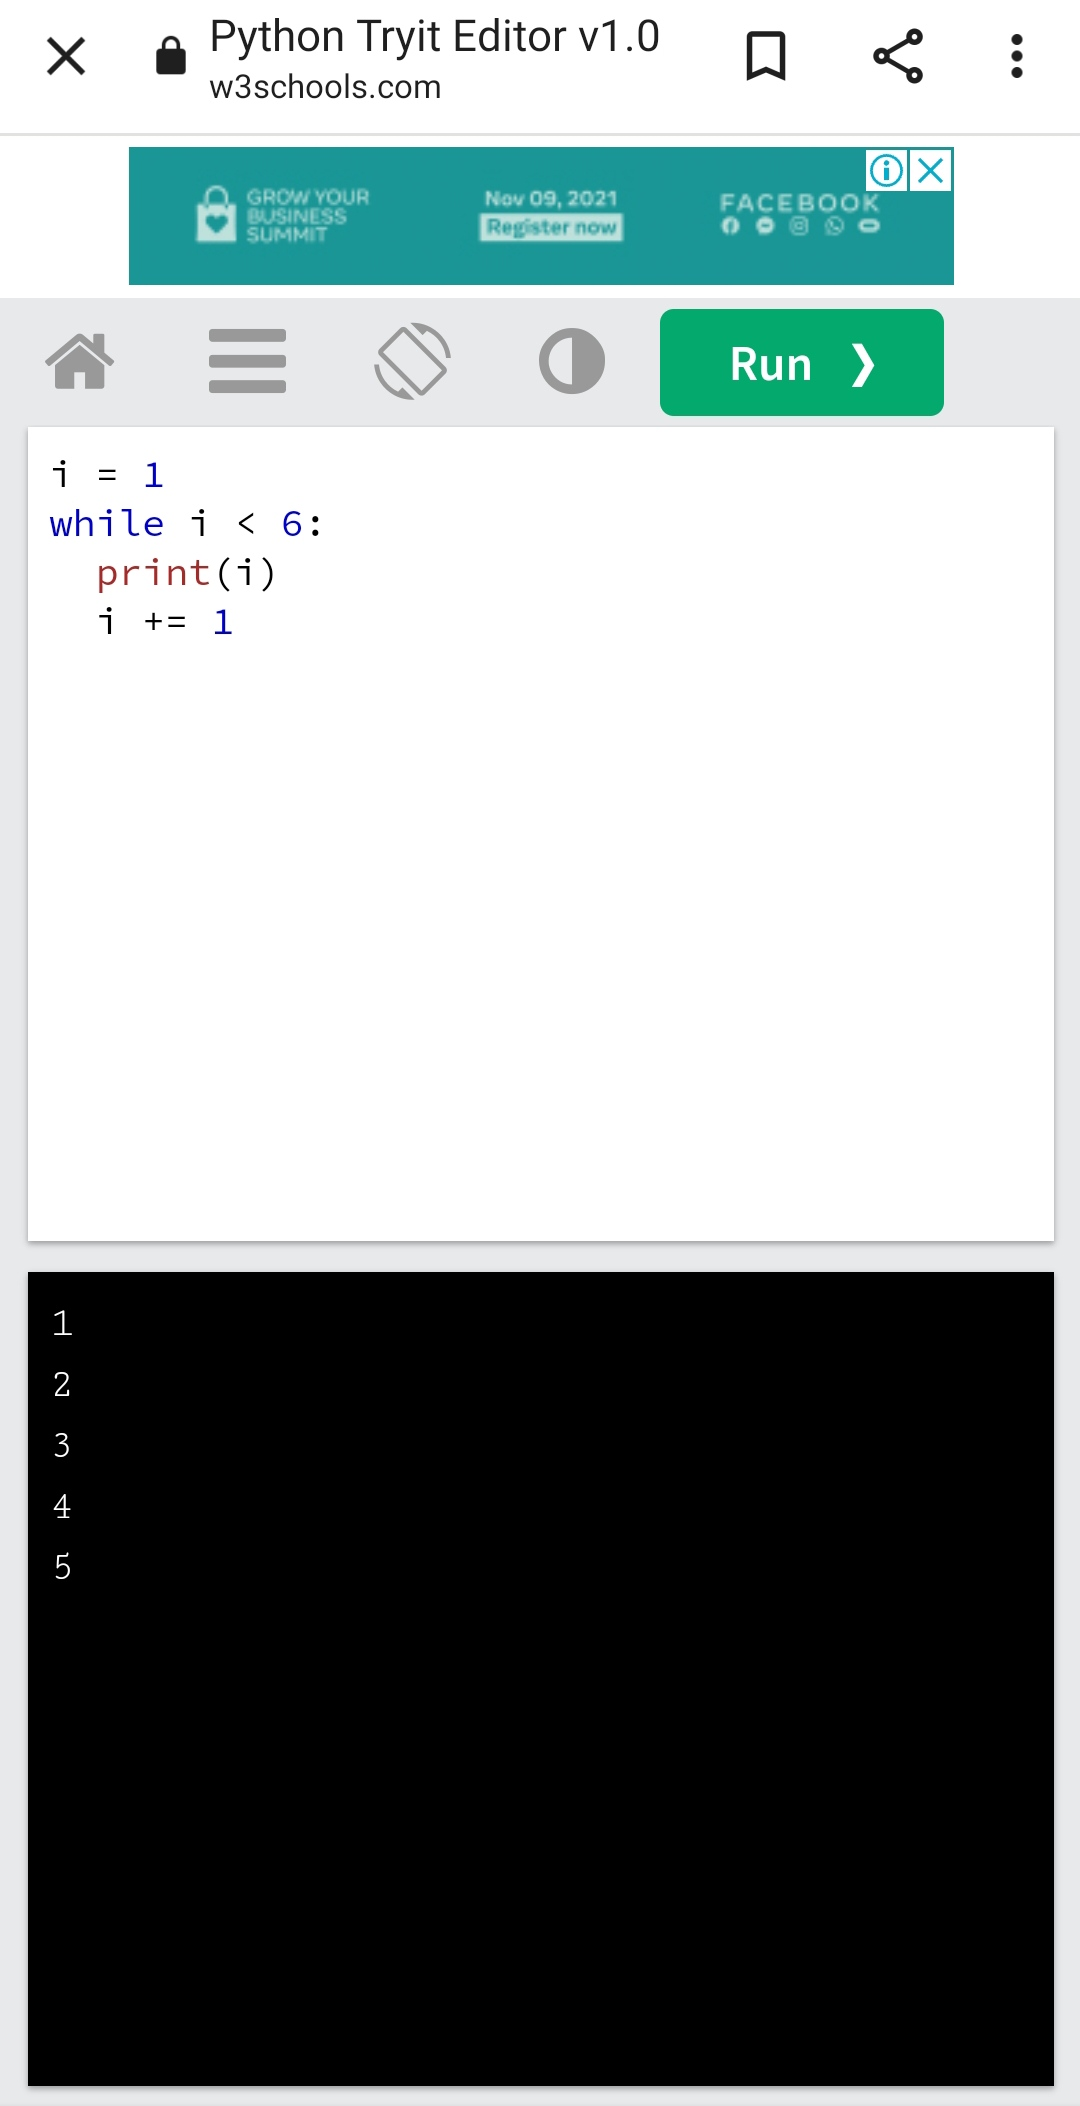 Python Tryit Editor v1.0
w3schools.com
GROW YOUR
BUSINESS
SUMMIT
Nov 09, 2021
Register now
FACEBOOK
Run ❯
i = 1
while i < 6:
  print(i)
  i += 1
1
2
3
4
5